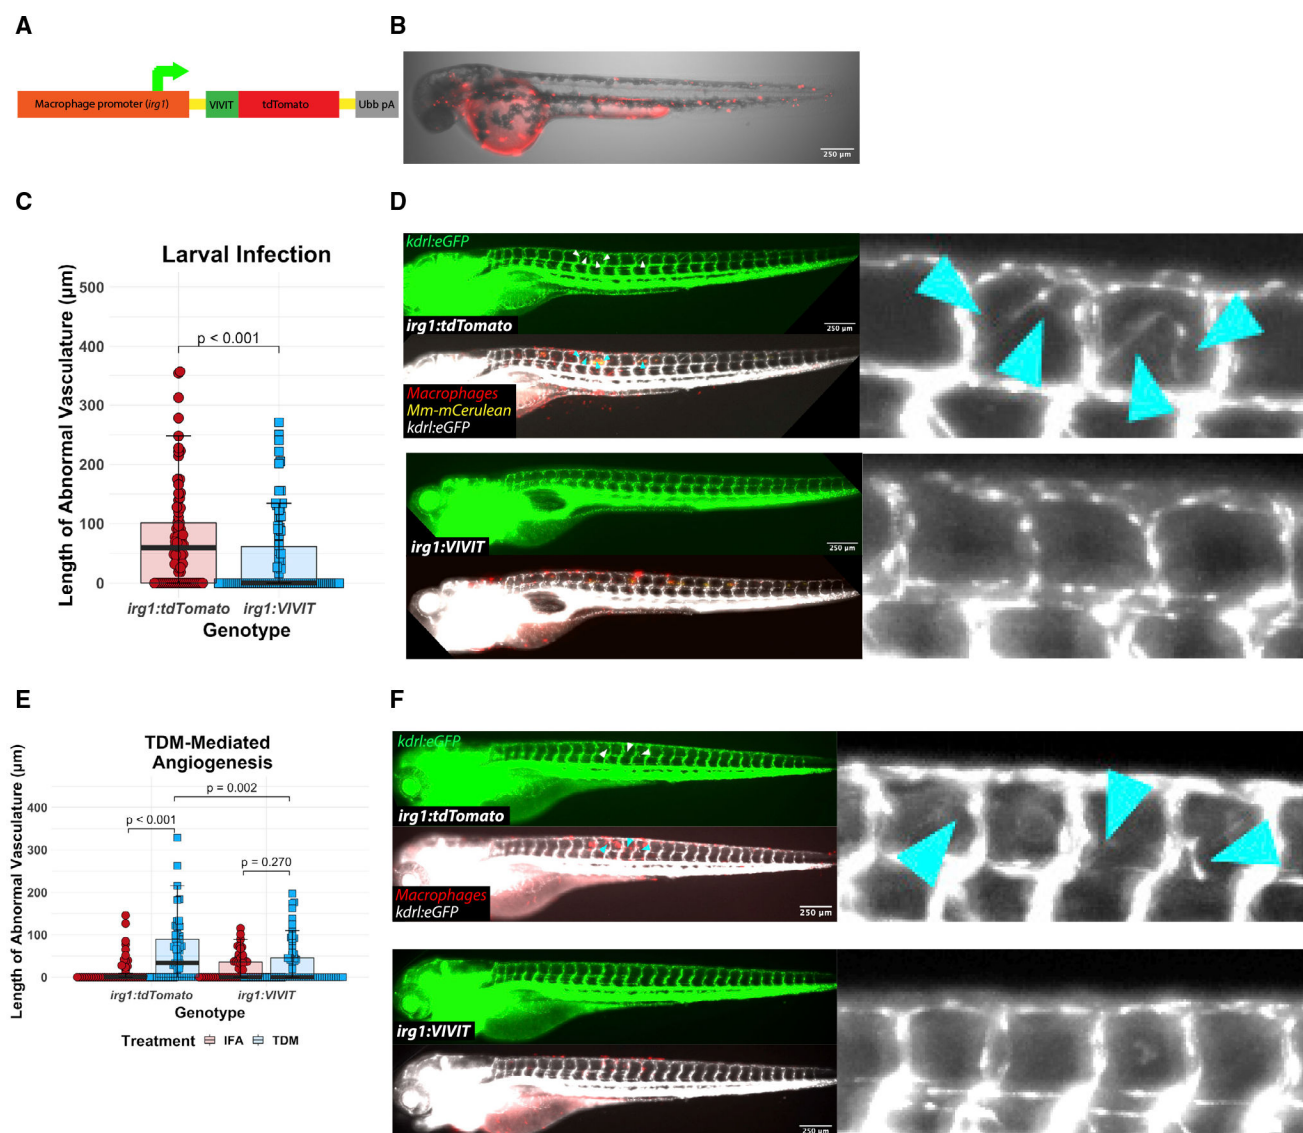 A
B
Macrophage promoter (irg1)
VIVIT
tdTomato
Ubb pA
250 µm
C
D
Larval Infection
Length of Abnormal Vasculature (µm)
500
400
300
200
100
0
p < 0.001
irg1:tdTomato
irg1:VIVIT
Genotype
kdrl:eGFP
irg1:tdTomato
250 µm
Macrophages
Mm-mCerulean
kdrl:eGFP
irg1:VIVIT
250 µm
E
F
TDM-Mediated
Angiogenesis
Length of Abnormal Vasculature (µm)
400
300
200
100
0
p = 0.002
p < 0.001
p = 0.270
irg1:tdTomato
irg1:VIVIT
Genotype
Treatment
IFA
TDM
kdrl:eGFP
irg1:tdTomato
Macrophages
kdrl:eGFP
250 µm
irg1:VIVIT
250 µm